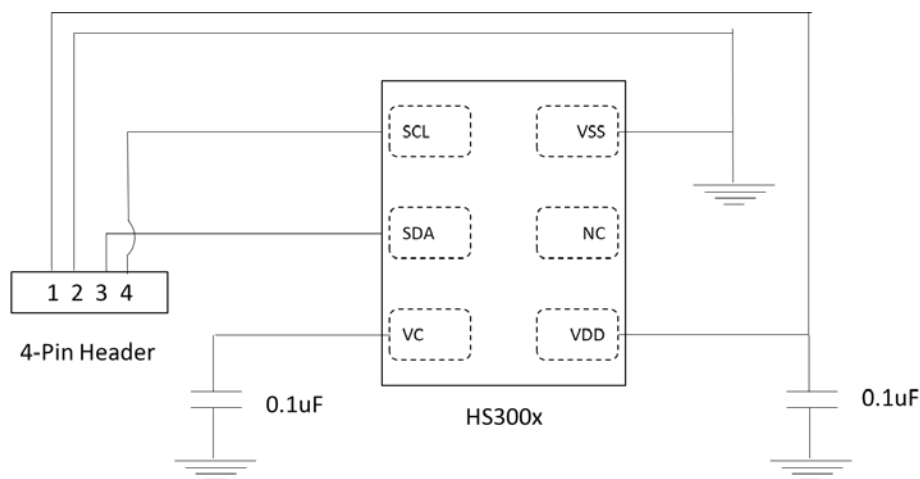 SCL
VSS
SDA
NC
1 2 3 4
VC
VDD
4-Pin Header
0.1uF
0.1uF
HS300x